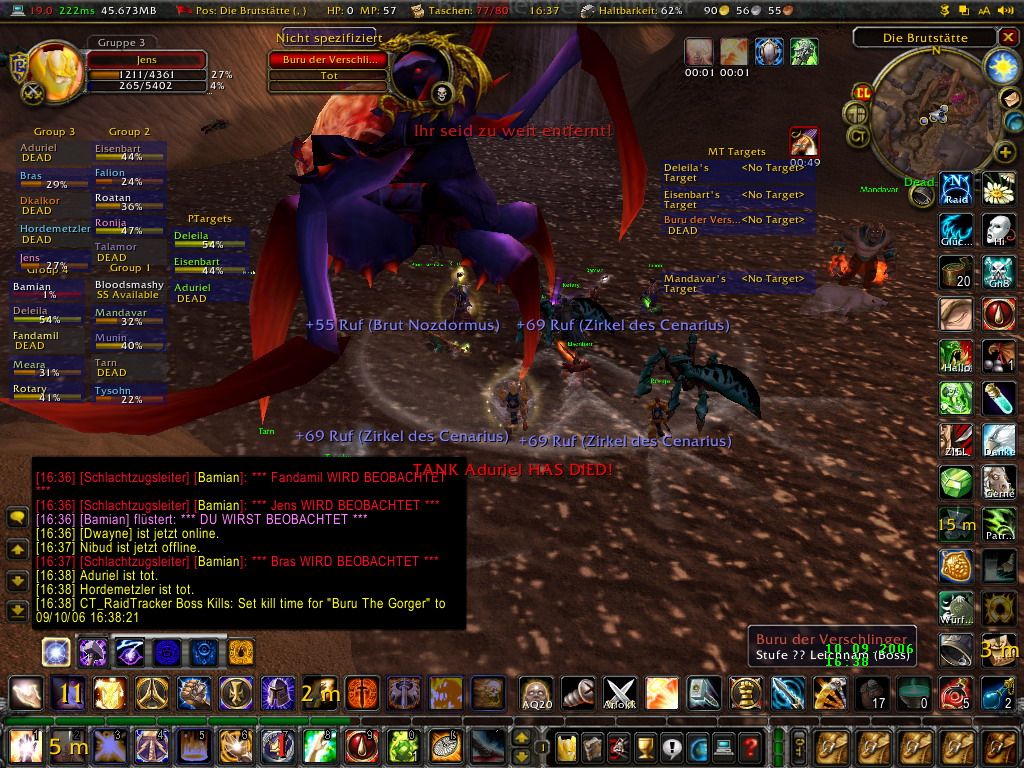 19.0 222ms 45.673MB
Pos: Die Brutstätte (, )
HP: 0 MP: 57
Taschen: 77/80
16:37
Haltbarkeit: 62%
90 56 55
Gruppe 3
Jens
1211/4361 27%
265/5402 4%
Nicht spezifiziert
Buru der Verschli...
Tot
00:01 00:01
Die Brutstätte
N
CL
CT
Ihr seid zu weit entfernt!
00:49
Group 3
Aduriel
DEAD
Bras
29%
Dkalkor
DEAD
Hordemetzler
DEAD
Jens
27%
Group 2
Eisenbart
44%
Falion
24%
Roatan
36%
Ronija
47%
Talamor
DEAD
Group 4
Bamian
1%
Deleila
54%
Fandamil
DEAD
Meara
31%
Rotary
41%
Group 1
Bloodsmashy
SS Available
Mandavar
32%
Munin
40%
Tarn
DEAD
Tysohn
22%
PTargets
Deleila
54%
Eisenbart
44%
Aduriel
DEAD
MT Targets
Deleila's Target <No Target>
Eisenbart's Target <No Target>
Buru der Vers... <No Target>
DEAD
Mandavar's Target <No Target>
Mandavar
Dead
+55 Ruf (Brut Nozdormus)
+69 Ruf (Zirkel des Cenarius)
Eisenbart
Tarn
+69 Ruf (Zirkel des Cenarius)
+69 Ruf (Zirkel des Cenarius)
TANK Aduriel HAS DIED!
[16:36] [Schlachtzugsleiter] [Bamian]: *** Fandamil WIRD BEOBACHTET
***
[16:36] [Schlachtzugsleiter] [Bamian]: *** Jens WIRD BEOBACHTET ***
[16:36] [Bamian] flüstert: *** DU WIRST BEOBACHTET ***
[16:36] [Dwayne] ist jetzt online.
[16:37] Nibud ist jetzt offline.
[16:37] [Schlachtzugsleiter] [Bamian]: *** Bras WIRD BEOBACHTET ***
[16:38] Aduriel ist tot.
[16:38] Hordemetzler ist tot.
[16:38] CT_RaidTracker Boss Kills: Set kill time for "Buru The Gorger" to
09/10/06 16:38:21
Buru der Verschlinger
Stufe ?? Leichnam (Boss)
10.09.2006
16:38
Raid
Hi
20
Hallo
1
ZIEL
Danke
Gerne
15 m
Patr..
Würf..
3 m
11
2 m
AQ20
17
5
2
5 m